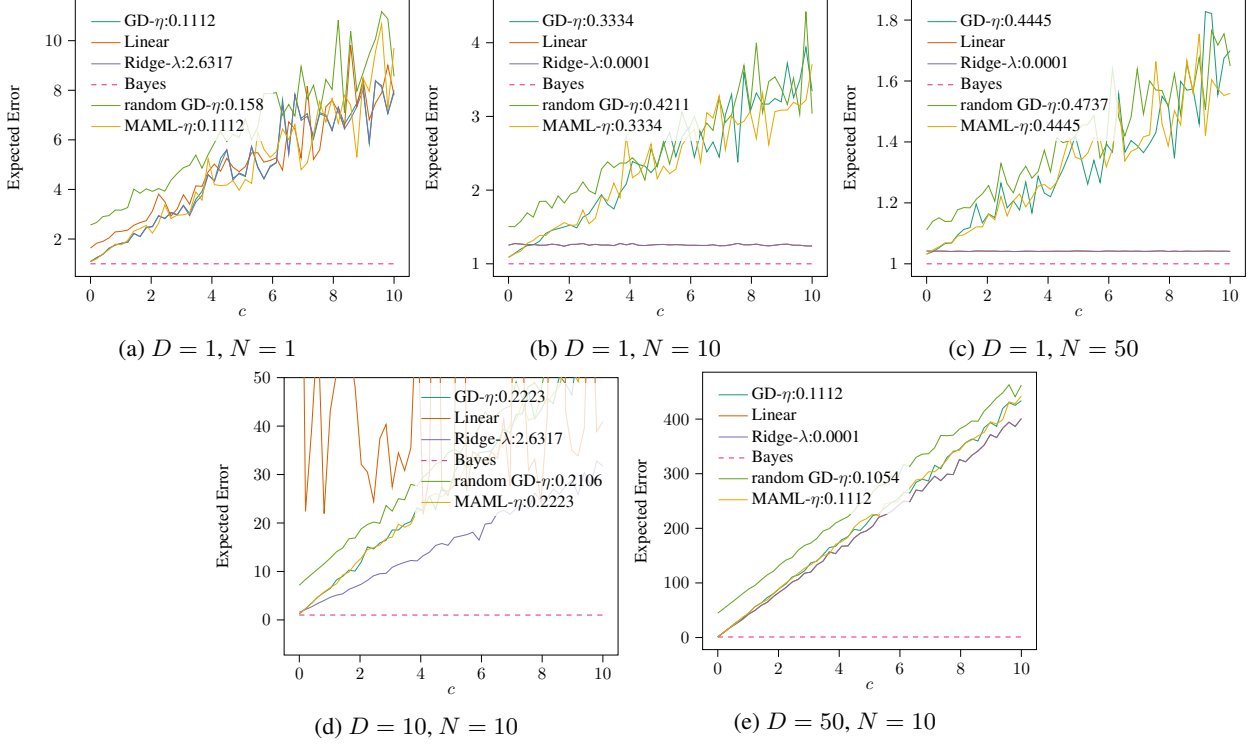 GD-η:0.1112
Linear
Ridge-λ:2.6317
Bayes
random GD-η:0.158
MAML-η:0.1112
Expected Error
10
8
6
4
2
0 2 4 6 8 10
c
(a) D = 1, N = 1
GD-η:0.3334
Linear
Ridge-λ:0.0001
Bayes
random GD-η:0.4211
MAML-η:0.3334
Expected Error
4
3
2
1
0 2 4 6 8 10
c
(b) D = 1, N = 10
GD-η:0.4445
Linear
Ridge-λ:0.0001
Bayes
random GD-η:0.4737
MAML-η:0.4445
Expected Error
1.8
1.6
1.4
1.2
1
0 2 4 6 8 10
c
(c) D = 1, N = 50
GD-η:0.2223
Linear
Ridge-λ:2.6317
Bayes
random GD-η:0.2106
MAML-η:0.2223
Expected Error
50
40
30
20
10
0
0 2 4 6 8 10
c
(d) D = 10, N = 10
GD-η:0.1112
Linear
Ridge-λ:0.0001
Bayes
random GD-η:0.1054
MAML-η:0.1112
Expected Error
400
300
200
100
0
0 2 4 6 8 10
c
(e) D = 50, N = 10